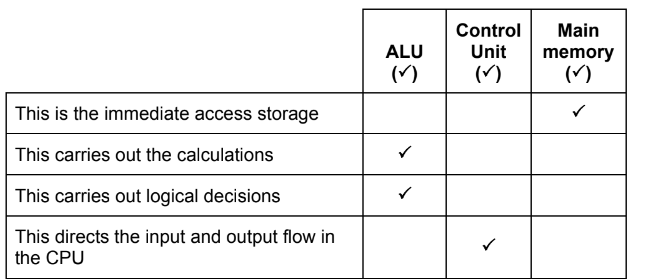 ALU (✓) Control Unit (✓) Main memory (✓)
This is the immediate access storage ✓
This carries out the calculations ✓
This carries out logical decisions ✓
This directs the input and output flow in
the CPU ✓